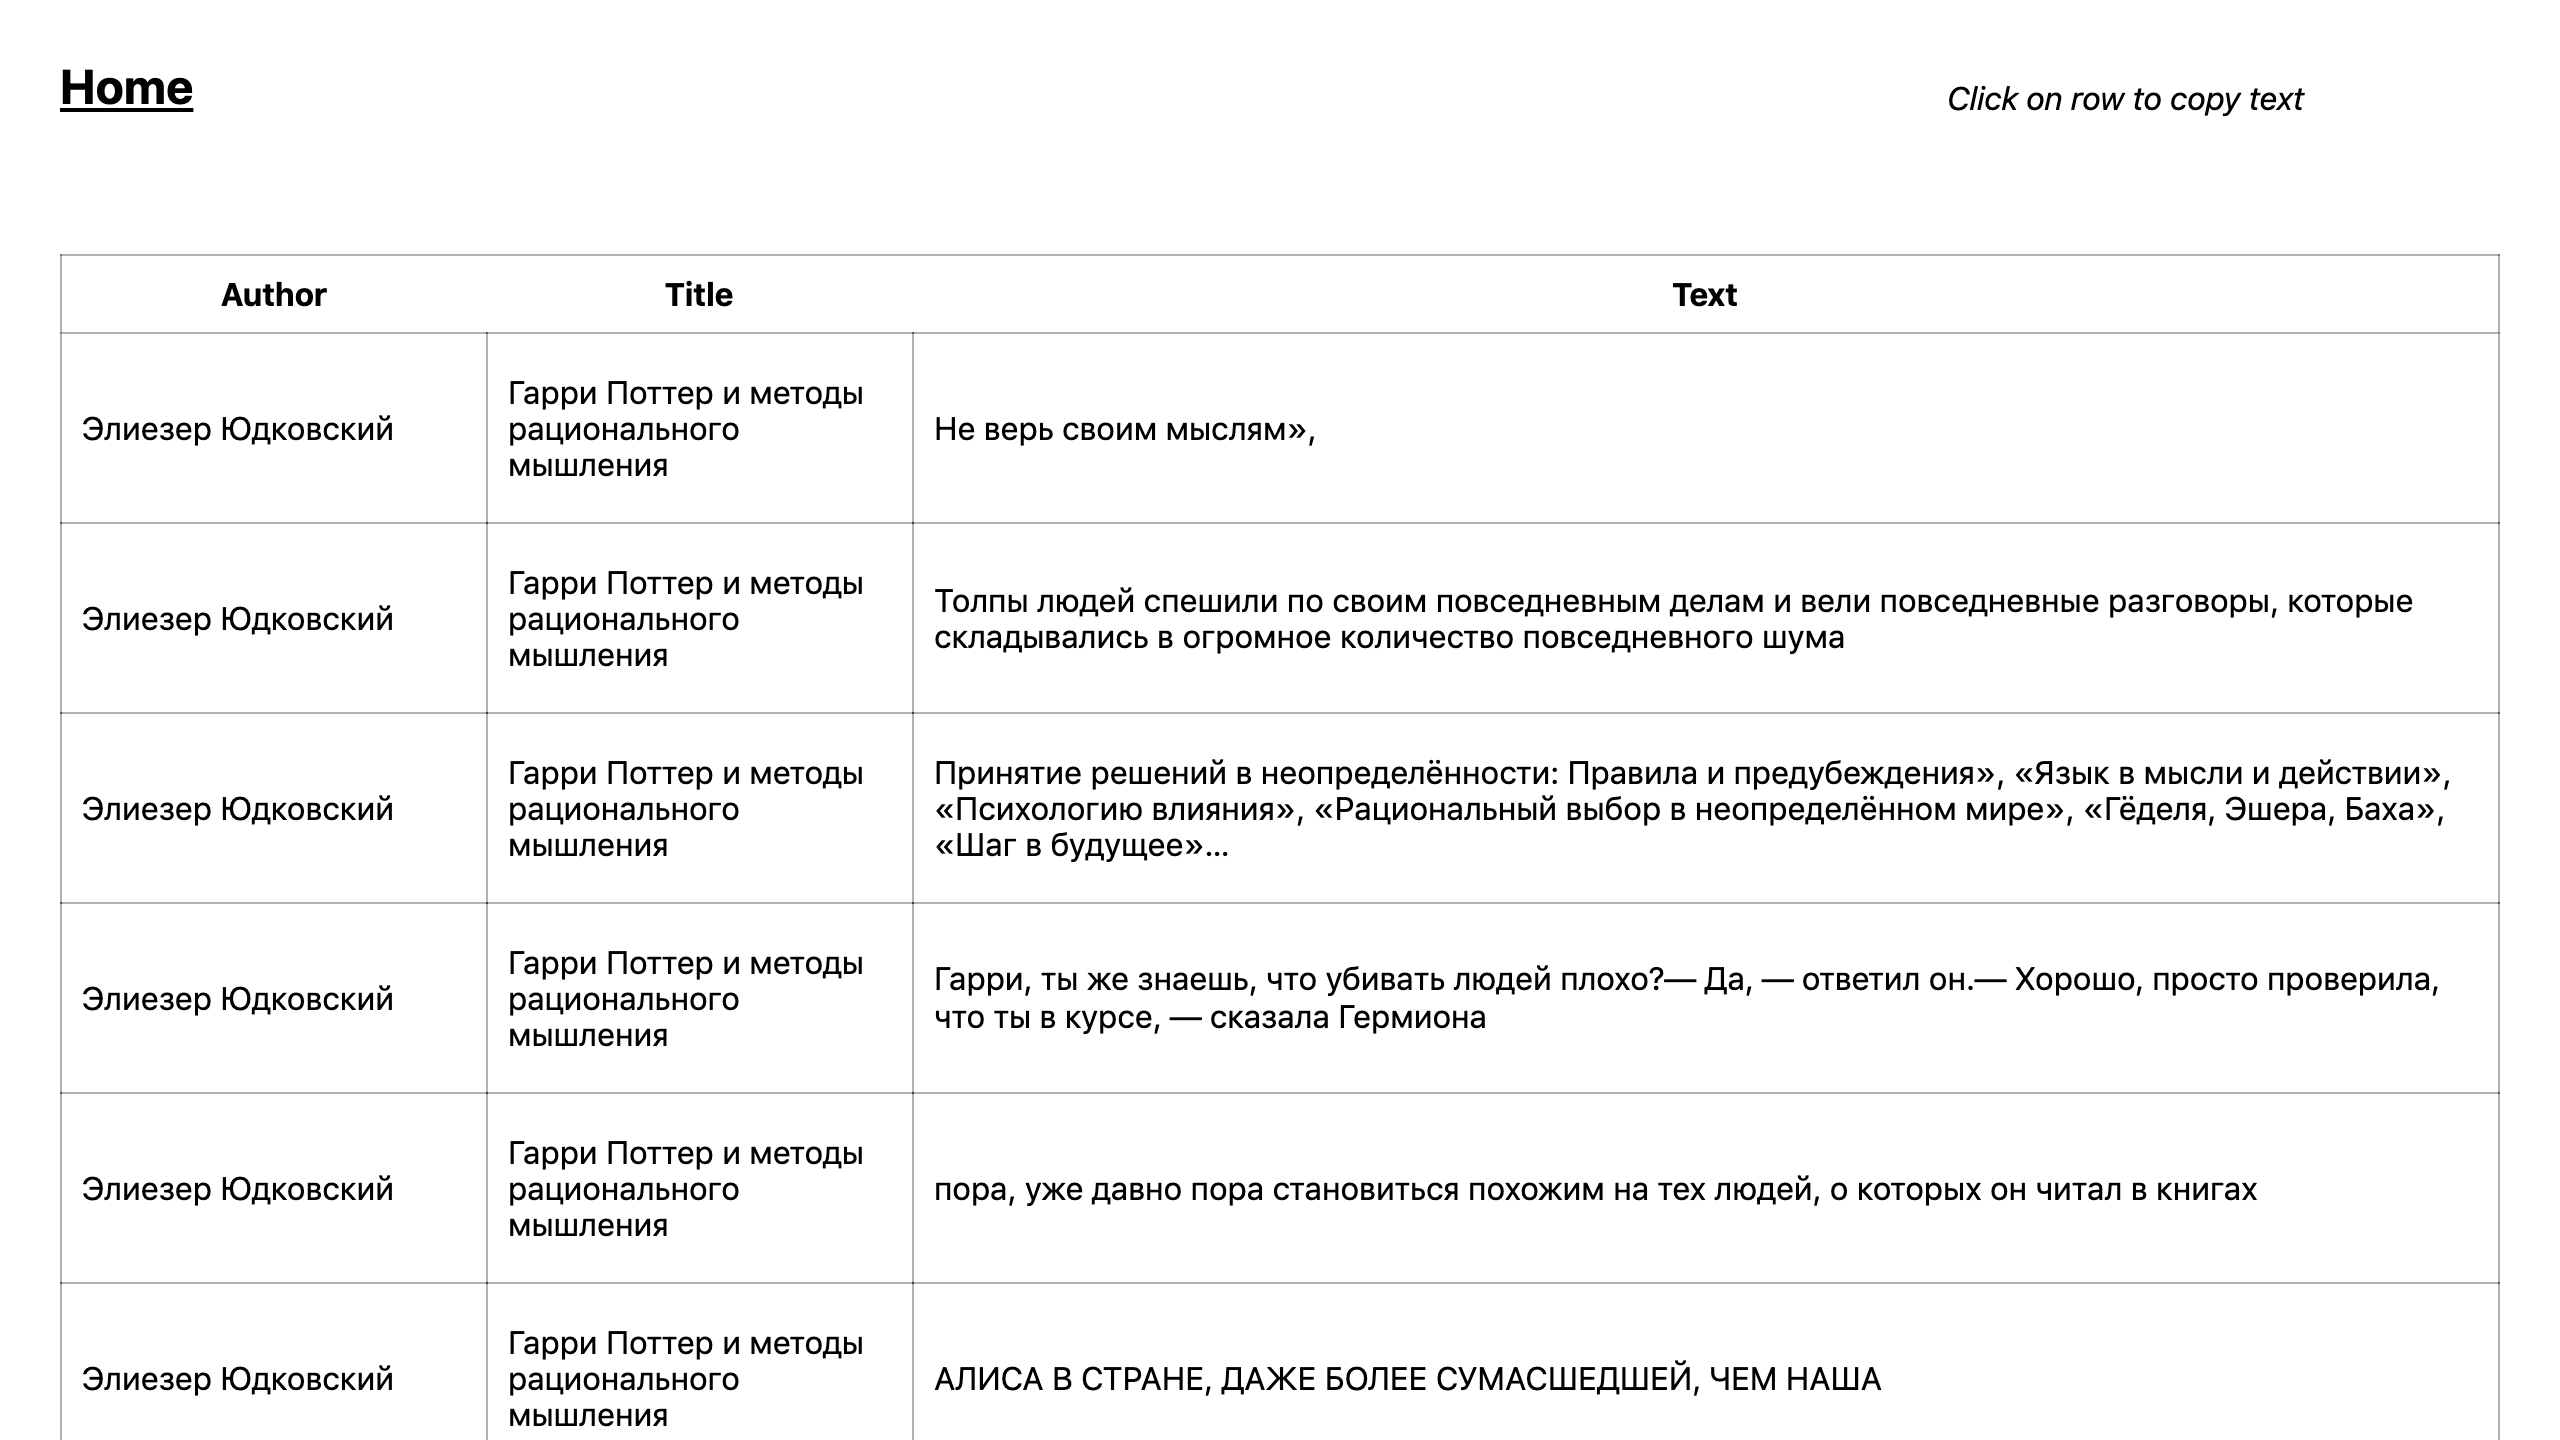 Home
Click on row to copy text
Author Title Text
Элиезер Юдковский
Гарри Поттер и методы
рационального
мышления
Не верь своим мыслям»,
Элиезер Юдковский
Гарри Поттер и методы
рационального
мышления
Толпы людей спешили по своим повседневным делам и вели повседневные разговоры, которые
складывались в огромное количество повседневного шума
Элиезер Юдковский
Гарри Поттер и методы
рационального
мышления
Принятие решений в неопределённости: Правила и предубеждения», «Язык в мысли и действии»,
«Психологию влияния», «Рациональный выбор в неопределённом мире», «Гёделя, Эшера, Баха»,
«Шаг в будущее»…
Элиезер Юдковский
Гарри Поттер и методы
рационального
мышления
Гарри, ты же знаешь, что убивать людей плохо?— Да, — ответил он.— Хорошо, просто проверила,
что ты в курсе, — сказала Гермиона
Элиезер Юдковский
Гарри Поттер и методы
рационального
мышления
пора, уже давно пора становиться похожим на тех людей, о которых он читал в книгах
Элиезер Юдковский
Гарри Поттер и методы
рационального
мышления
АЛИСА В СТРАНЕ, ДАЖЕ БОЛЕЕ СУМАСШЕДШЕЙ, ЧЕМ НАША